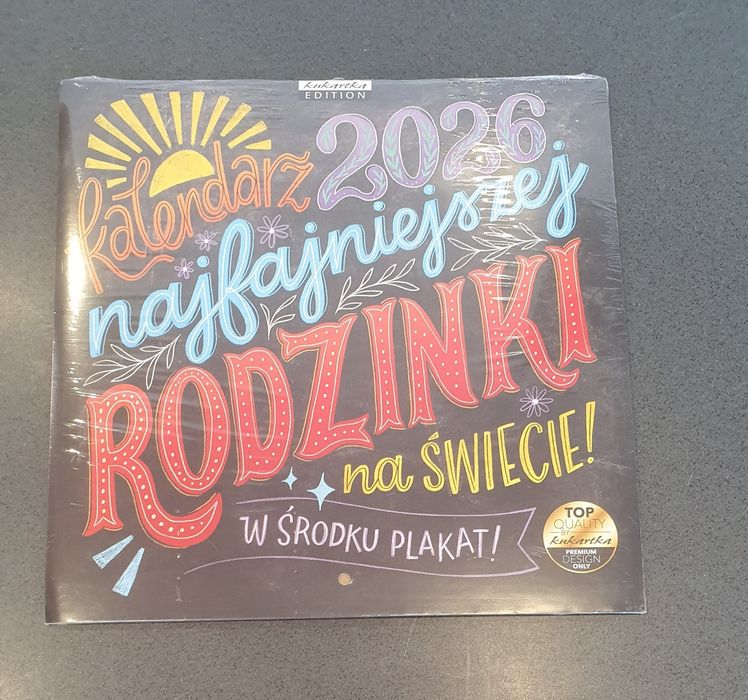 kukartka
EDITION
kalendarz 2026
najfajniejszej
RODZINKI
na ŚWIECIE!
W ŚRODKU PLAKAT!
TOP
QUALITY
BY
kukartka
PREMIUM
DESIGN
ONLY